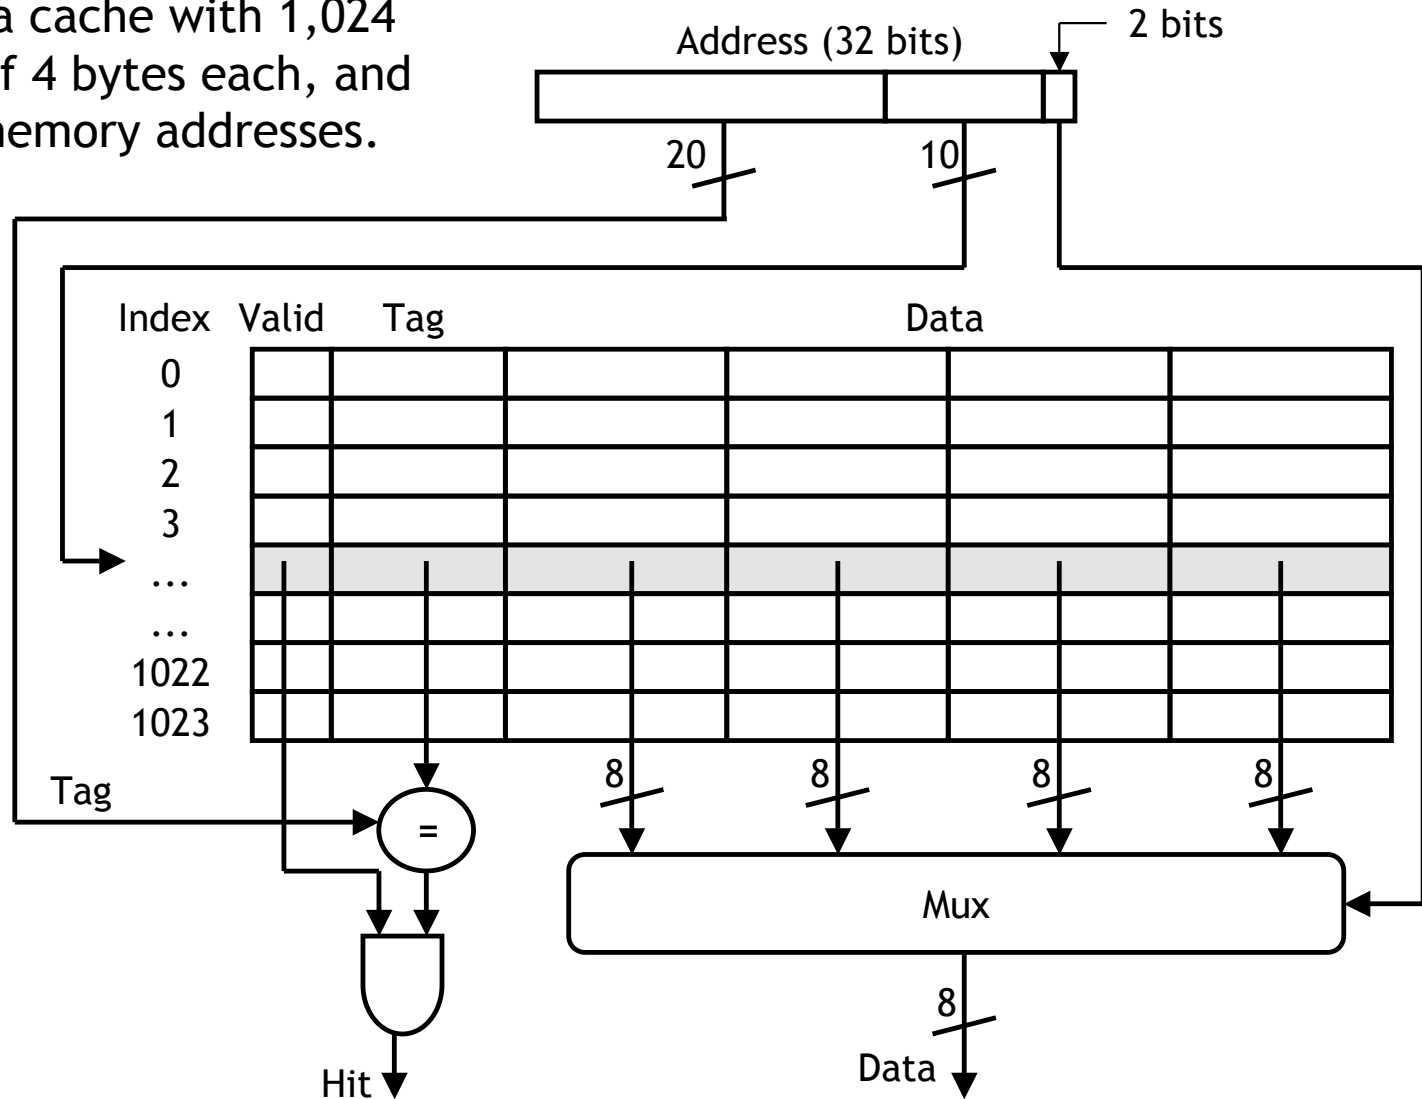 a cache with 1,024
f 4 bytes each, and
memory addresses.
Address (32 bits)
2 bits
20
10
Index Valid Tag Data
0
1
2
3
...
...
1022
1023
8 8 8 8
Tag
=
Mux
8
Hit
Data